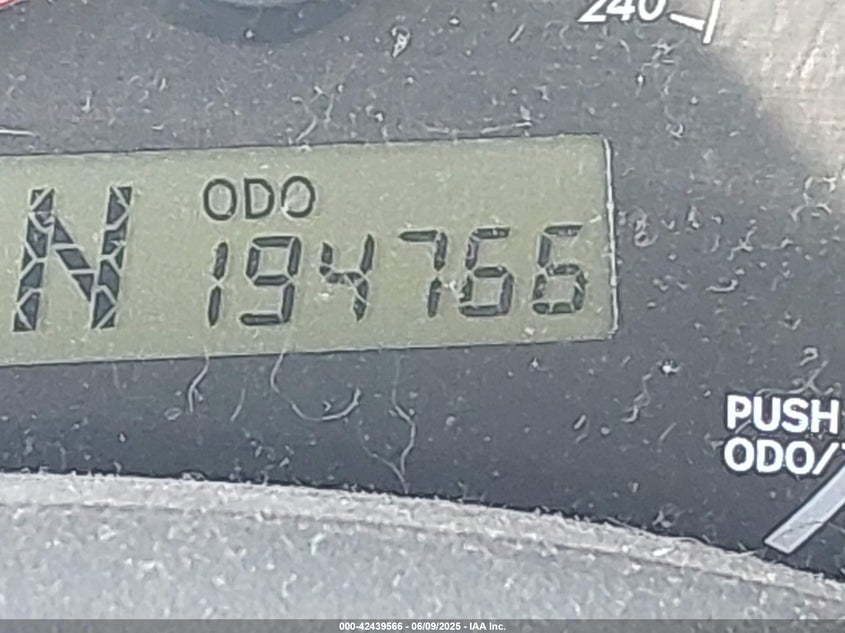 240
N ODO
194766
PUSH
ODO/
000-42439566 - 06/09/2025 - IAA Inc.